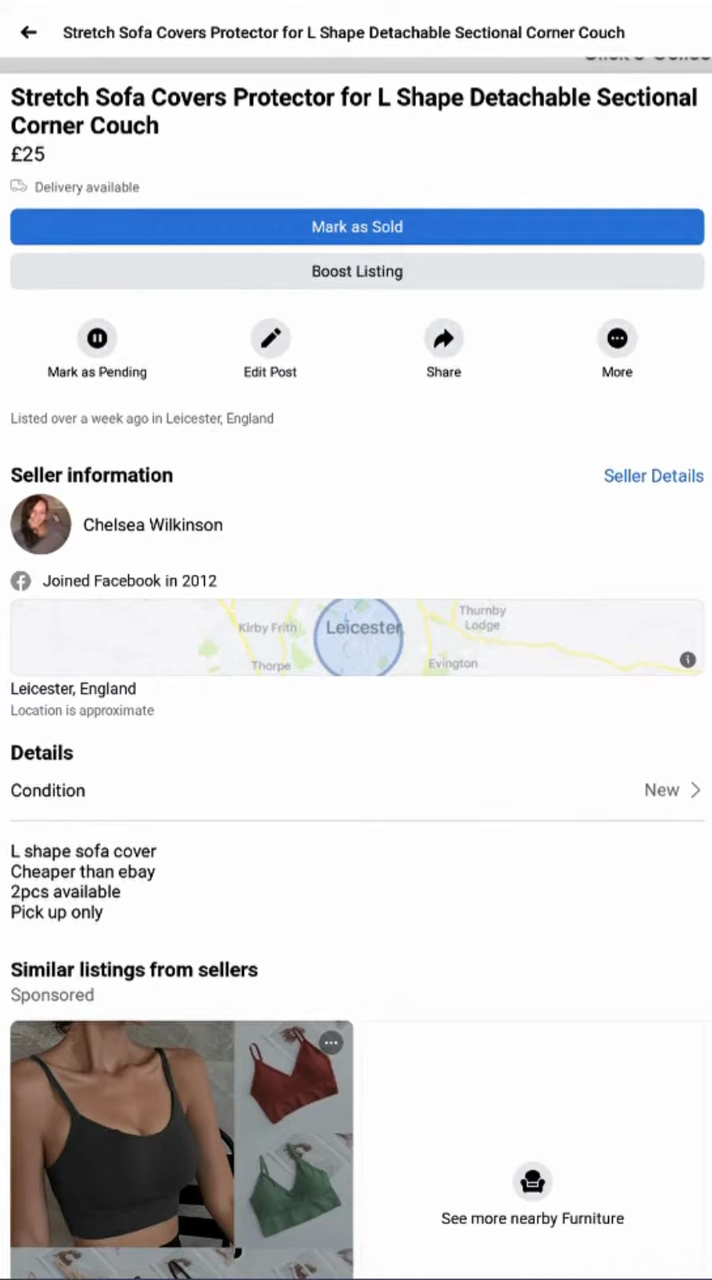 Stretch Sofa Covers Protector for L Shape Detachable Sectional Corner Couch
Stretch Sofa Covers Protector for L Shape Detachable Sectional
Corner Couch
£25
Delivery available
Mark as Sold
Boost Listing
Mark as Pending
Edit Post
Share
More
Listed over a week ago in Leicester, England
Seller information
Seller Details
Chelsea Wilkinson
Joined Facebook in 2012
Kirby Frith
Leicester
Thurnby
Lodge
Thorpe
Evington
Leicester, England
Location is approximate
Details
Condition
New
L shape sofa cover
Cheaper than ebay
2pcs available
Pick up only
Similar listings from sellers
Sponsored
See more nearby Furniture